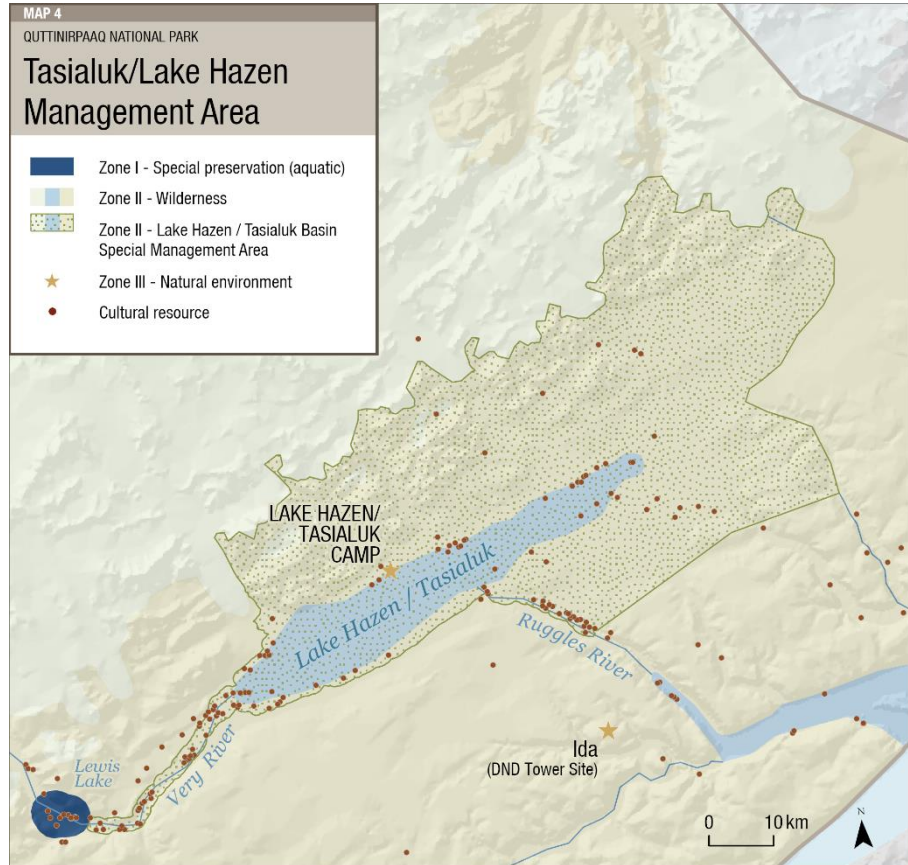 MAP 4
QUTTINIRPAAQ NATIONAL PARK
Tasialuk/Lake Hazen
Management Area
Zone I - Special preservation (aquatic)
Zone II - Wilderness
Zone II - Lake Hazen / Tasialuk Basin
Special Management Area
Zone III - Natural environment
Cultural resource
LAKE HAZEN/
TASIALUK
CAMP
Lake Hazen / Tasialuk
Ruggles River
Very River
Lewis
Lake
Ida
(DND Tower Site)
0 10 km
N